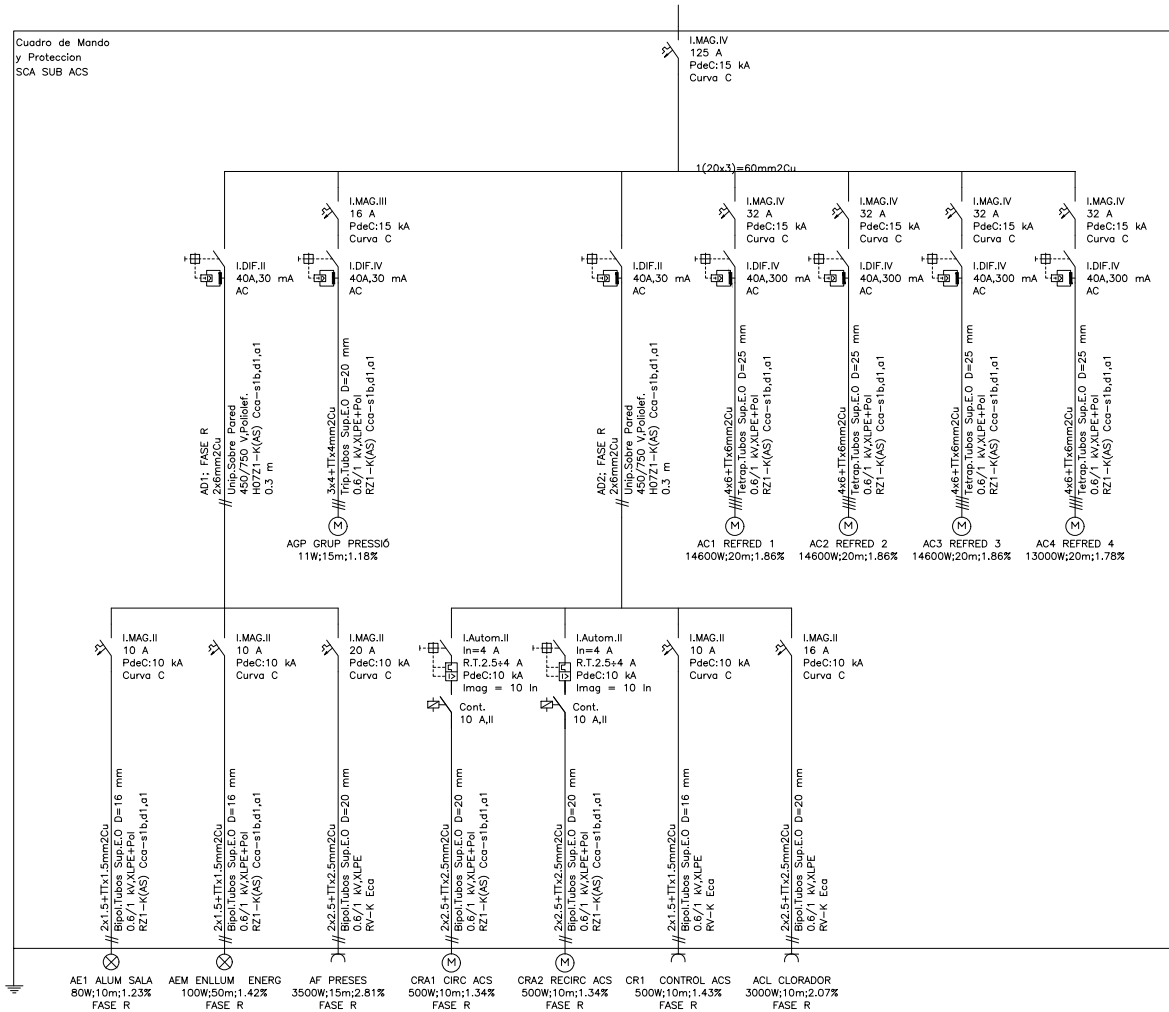 Cuadro de Mando
y Proteccion
SCA SUB ACS
I.MAG.IV
125 A
PdeC:15 kA
Curva C
1(20x3)=60mm2Cu
I.MAG.III
16 A
PdeC:15 kA
Curva C
I.MAG.IV
32 A
PdeC:15 kA
Curva C
I.MAG.IV
32 A
PdeC:15 kA
Curva C
I.MAG.IV
32 A
PdeC:15 kA
Curva C
I.MAG.IV
32 A
PdeC:15 kA
Curva C
I.DIF.II
40A,30 mA
AC
I.DIF.IV
40A,30 mA
AC
I.DIF.II
40A,30 mA
AC
I.DIF.IV
40A,300 mA
AC
I.DIF.IV
40A,300 mA
AC
I.DIF.IV
40A,300 mA
AC
I.DIF.IV
40A,300 mA
AC
AD1; FASE R
2x6mm2Cu
Unip.Sobre Pared
450/750 V,Poliolef.
H07Z1-K(AS) Cca-s1b,d1,a1
0.3 m
3x4+TTx4mm2Cu
Trip.Tubos Sup.E.O D=20 mm
0.6/1 kV,XLPE+Pol
RZ1-K(AS) Cca-s1b,d1,a1
AD2; FASE R
2x6mm2Cu
Unip.Sobre Pared
450/750 V,Poliolef.
H07Z1-K(AS) Cca-s1b,d1,a1
0.3 m
4x6+TTx6mm2Cu
Tetrap.Tubos Sup.E.O D=25 mm
0.6/1 kV,XLPE+Pol
RZ1-K(AS) Cca-s1b,d1,a1
4x6+TTx6mm2Cu
Tetrap.Tubos Sup.E.O D=25 mm
0.6/1 kV,XLPE+Pol
RZ1-K(AS) Cca-s1b,d1,a1
4x6+TTx6mm2Cu
Tetrap.Tubos Sup.E.O D=25 mm
0.6/1 kV,XLPE+Pol
RZ1-K(AS) Cca-s1b,d1,a1
4x6+TTx6mm2Cu
Tetrap.Tubos Sup.E.O D=25 mm
0.6/1 kV,XLPE+Pol
RZ1-K(AS) Cca-s1b,d1,a1
M
M
M
M
M
AGP GRUP PRESSIÓ
11W;15m;1.18%
AC1 REFRED 1
14600W;20m;1.86%
AC2 REFRED 2
14600W;20m;1.86%
AC3 REFRED 3
14600W;20m;1.86%
AC4 REFRED 4
13000W;20m;1.78%
I.MAG.II
10 A
PdeC:10 kA
Curva C
I.MAG.II
10 A
PdeC:10 kA
Curva C
I.MAG.II
20 A
PdeC:10 kA
Curva C
I.Autom.II
In=4 A
R.T.2.5÷4 A
PdeC:10 kA
Imag = 10 In
Cont.
10 A,II
I.Autom.II
In=4 A
R.T.2.5÷4 A
PdeC:10 kA
Imag = 10 In
Cont.
10 A,II
I.MAG.II
10 A
PdeC:10 kA
Curva C
I.MAG.II
16 A
PdeC:10 kA
Curva C
2x1.5+TTx1.5mm2Cu
Bipol.Tubos Sup.E.O D=16 mm
0.6/1 kV,XLPE+Pol
RZ1-K(AS) Cca-s1b,d1,a1
2x1.5+TTx1.5mm2Cu
Bipol.Tubos Sup.E.O D=16 mm
0.6/1 kV,XLPE+Pol
RZ1-K(AS) Cca-s1b,d1,a1
2x2.5+TTx2.5mm2Cu
Bipol.Tubos Sup.E.O D=20 mm
0.6/1 kV,XLPE
RV-K Eca
2x2.5+TTx2.5mm2Cu
Bipol.Tubos Sup.E.O D=20 mm
0.6/1 kV,XLPE+Pol
RZ1-K(AS) Cca-s1b,d1,a1
2x2.5+TTx2.5mm2Cu
Bipol.Tubos Sup.E.O D=20 mm
0.6/1 kV,XLPE+Pol
RZ1-K(AS) Cca-s1b,d1,a1
2x1.5+TTx1.5mm2Cu
Bipol.Tubos Sup.E.O D=16 mm
0.6/1 kV,XLPE
RV-K Eca
2x2.5+TTx2.5mm2Cu
Bipol.Tubos Sup.E.O D=20 mm
0.6/1 kV,XLPE
RV-K Eca
M
M
AE1 ALUM SALA
80W;10m;1.23%
FASE R
AEM ENLLUM ENERG
100W;50m;1.42%
FASE R
AF PRESES
3500W;15m;2.81%
FASE R
CRA1 CIRC ACS
500W;10m;1.34%
FASE R
CRA2 RECIRC ACS
500W;10m;1.34%
FASE R
CR1 CONTROL ACS
500W;10m;1.43%
FASE R
ACL CLORADOR
3000W;10m;2.07%
FASE R